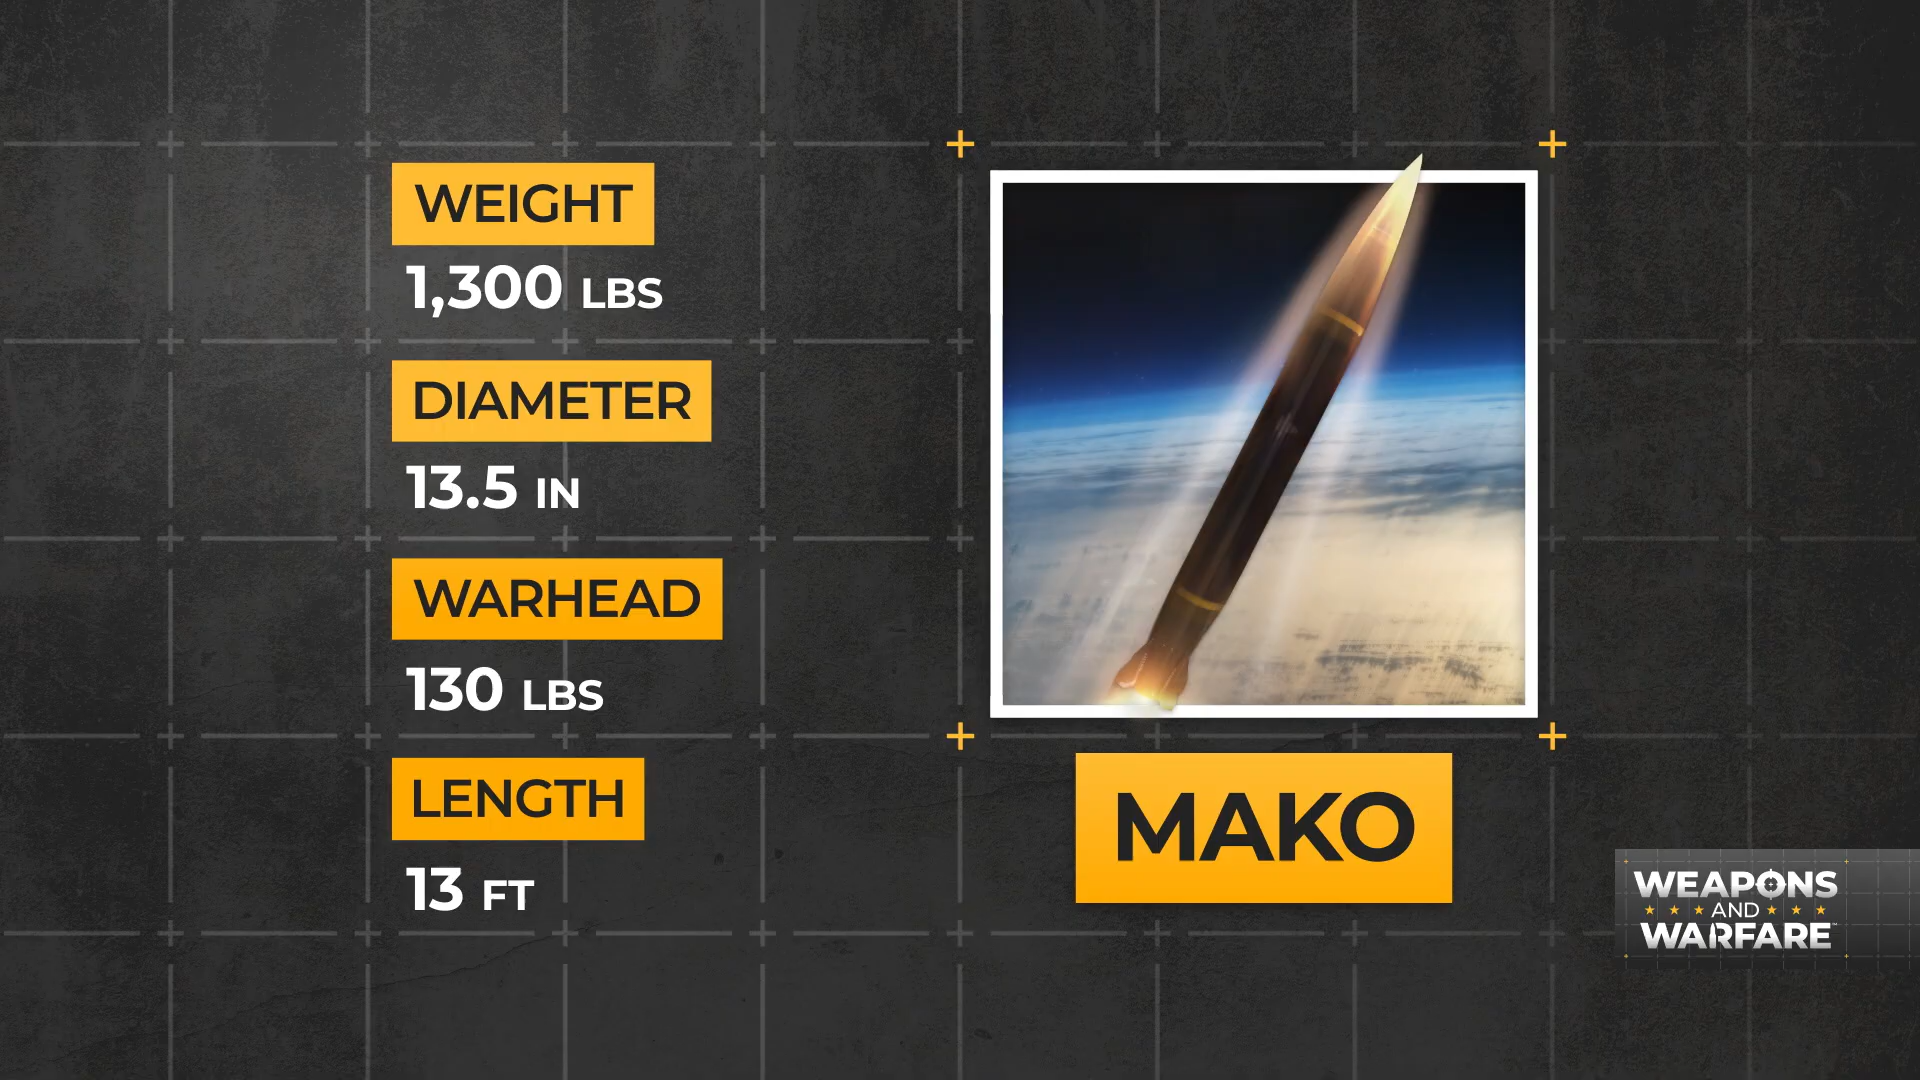 WEIGHT
1,300 LBS
DIAMETER
13.5 IN
WARHEAD
130 LBS
LENGTH
13 FT
MAKO
WEAPONS
AND
WARFARE